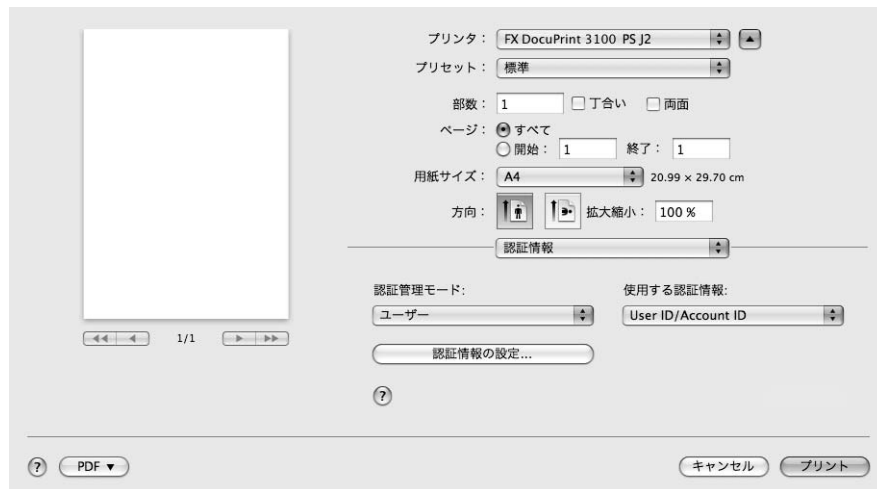 プリンタ： FX DocuPrint 3100 PS J2
プリセット： 標準
部数： 1 丁合い 両面
ページ： すべて
開始： 1 終了： 1
用紙サイズ： A4 20.99 × 29.70 cm
方向： 拡大縮小： 100 %
認証情報
認証管理モード: 使用する認証情報:
ユーザー User ID/Account ID
1/1
認証情報の設定...
?
? PDF ▼ キャンセル プリント